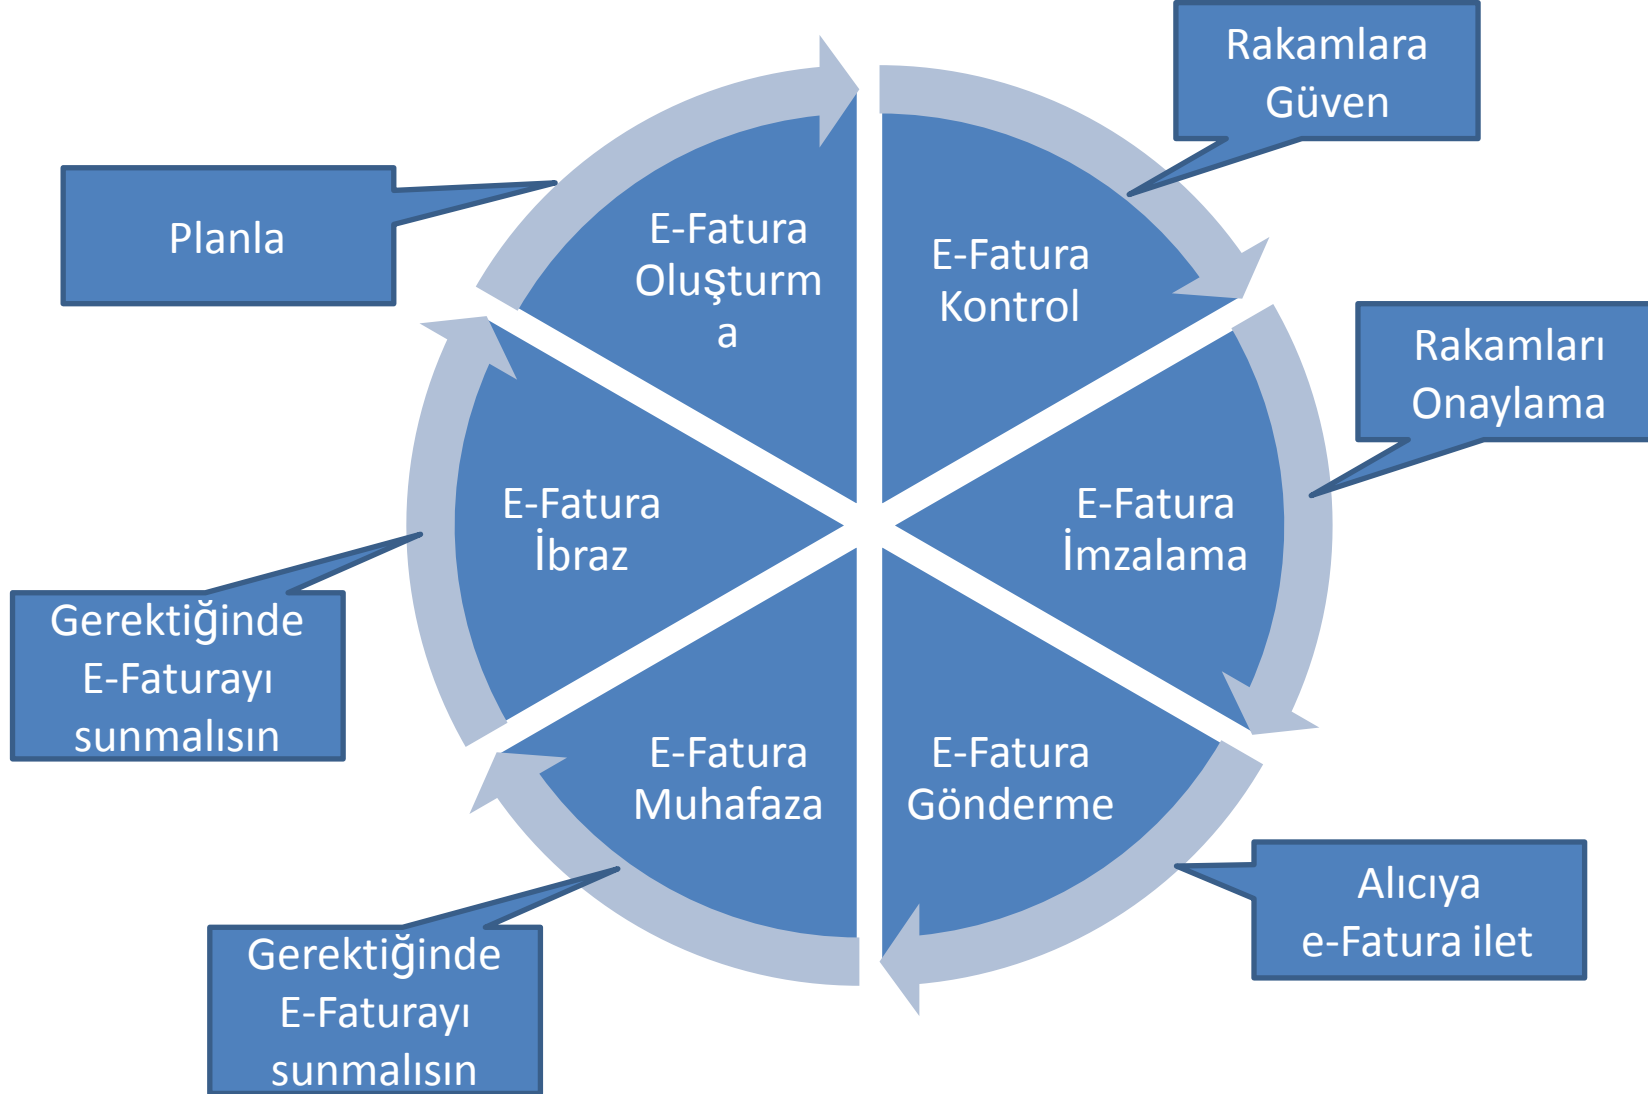 Rakamlara
Güven
Planla
E-Fatura
Oluşturm
a
E-Fatura
Kontrol
Rakamları
Onaylama
E-Fatura
İbraz
E-Fatura
İmzalama
Gerektiğinde
E-Faturayı
sunmalısın
E-Fatura
Muhafaza
E-Fatura
Gönderme
Alıcıya
e-Fatura ilet
Gerektiğinde
E-Faturayı
sunmalısın